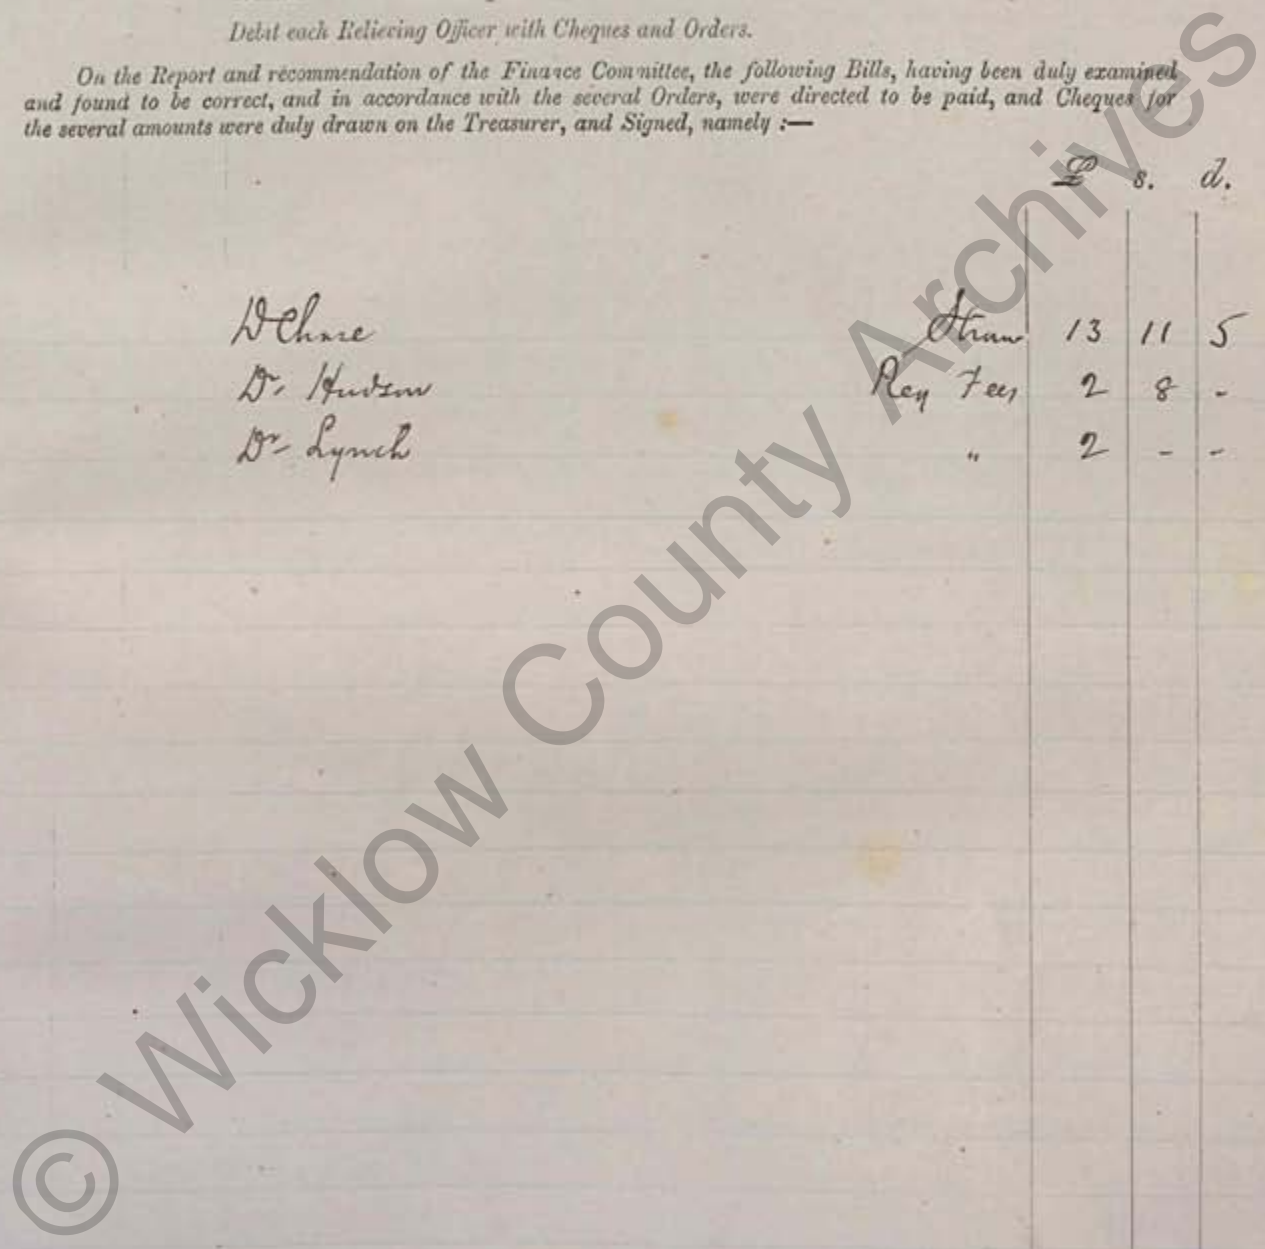 Debit each Relieving Officer with Cheques and Orders.
On the Report and recommendation of the Finance Committee, the following Bills, having been duly examined
and found to be correct, and in accordance with the several Orders, were directed to be paid, and Cheques for
the several amounts were duly drawn on the Treasurer, and Signed, namely :—
£ s. d.
D Chase Straw 13 11 5
Dr. Hudson Reg Fees 2 8 -
Dr Lynch " 2 - -
© Wicklow County Archives